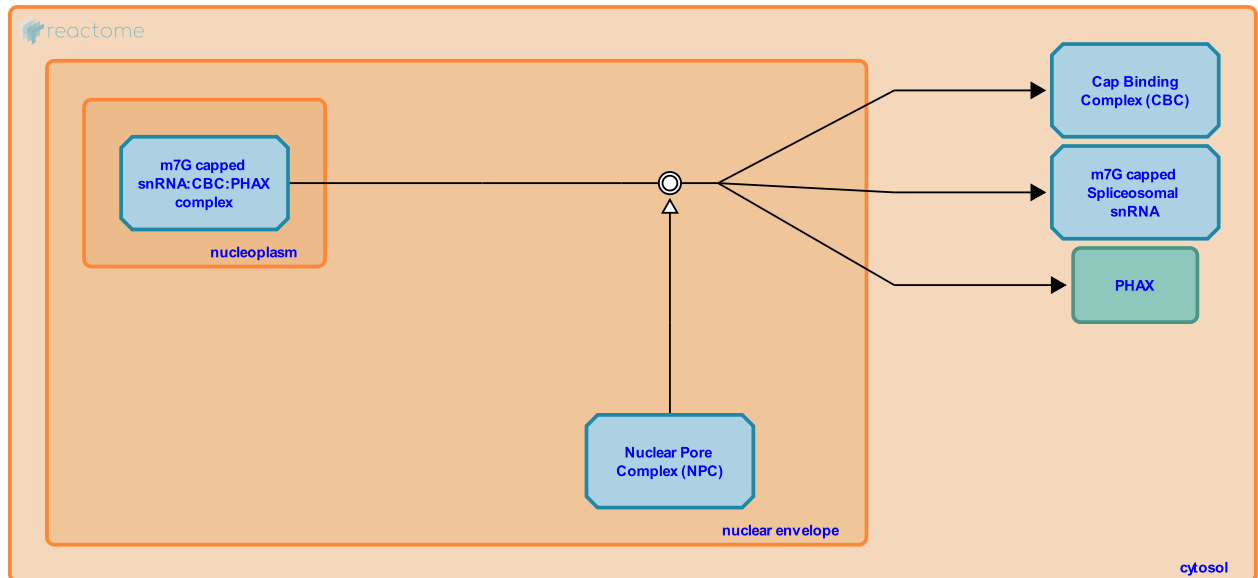 reactome
m7G capped
snRNA:CBC:PHAX
complex
nucleoplasm
Cap Binding
Complex (CBC)
m7G capped
Spliceosomal
snRNA
PHAX
Nuclear Pore
Complex (NPC)
nuclear envelope
cytosol